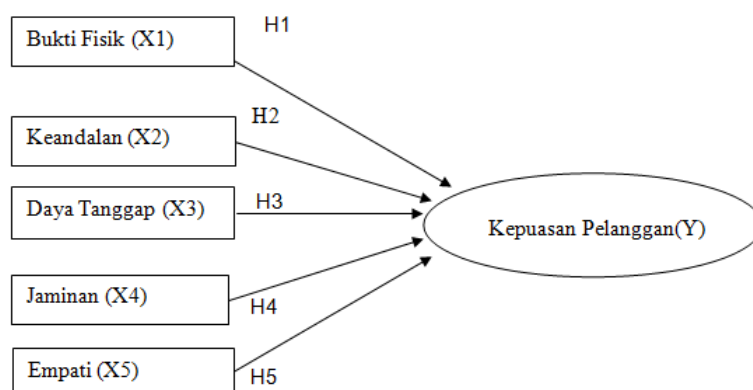 H1
Bukti Fisik (X1)
H2
Keandalan (X2)
Daya Tanggap (X3)
H3
Kepuasan Pelanggan(Y)
Jaminan (X4)
H4
Empati (X5)
H5